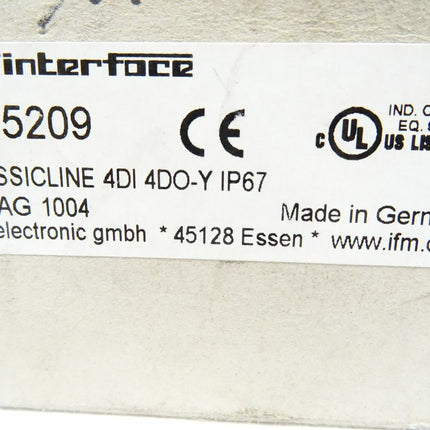 interface
5209 CE IND. C
EQ. 
C UL US LIS
SSICLINE 4DI 4DO-Y IP67
AG 1004 Made in Gern
electronic gmbh * 45128 Essen * www.ifm.c